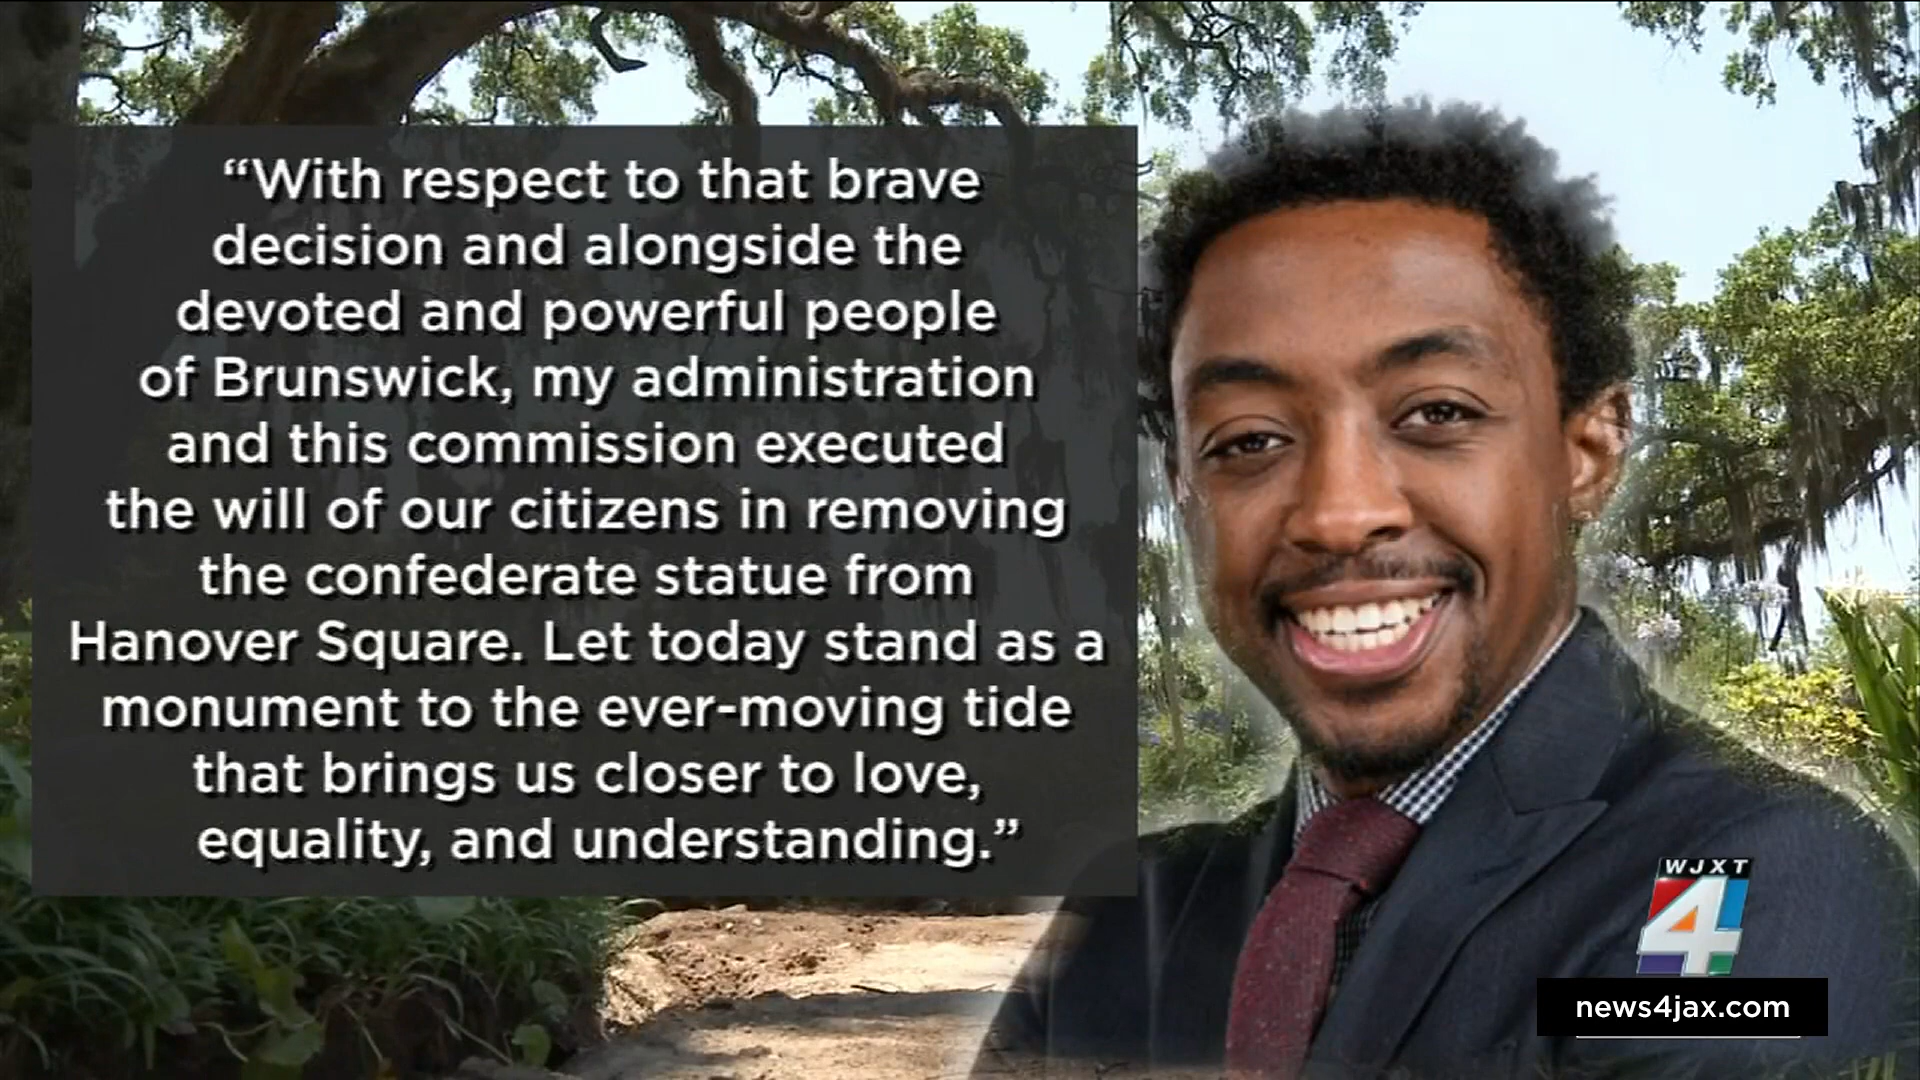 “With respect to that brave
decision and alongside the
devoted and powerful people
of Brunswick, my administration
and this commission executed
the will of our citizens in removing
the confederate statue from
Hanover Square. Let today stand as a
monument to the ever-moving tide
that brings us closer to love,
equality, and understanding.”
WJXT
4
news4jax.com